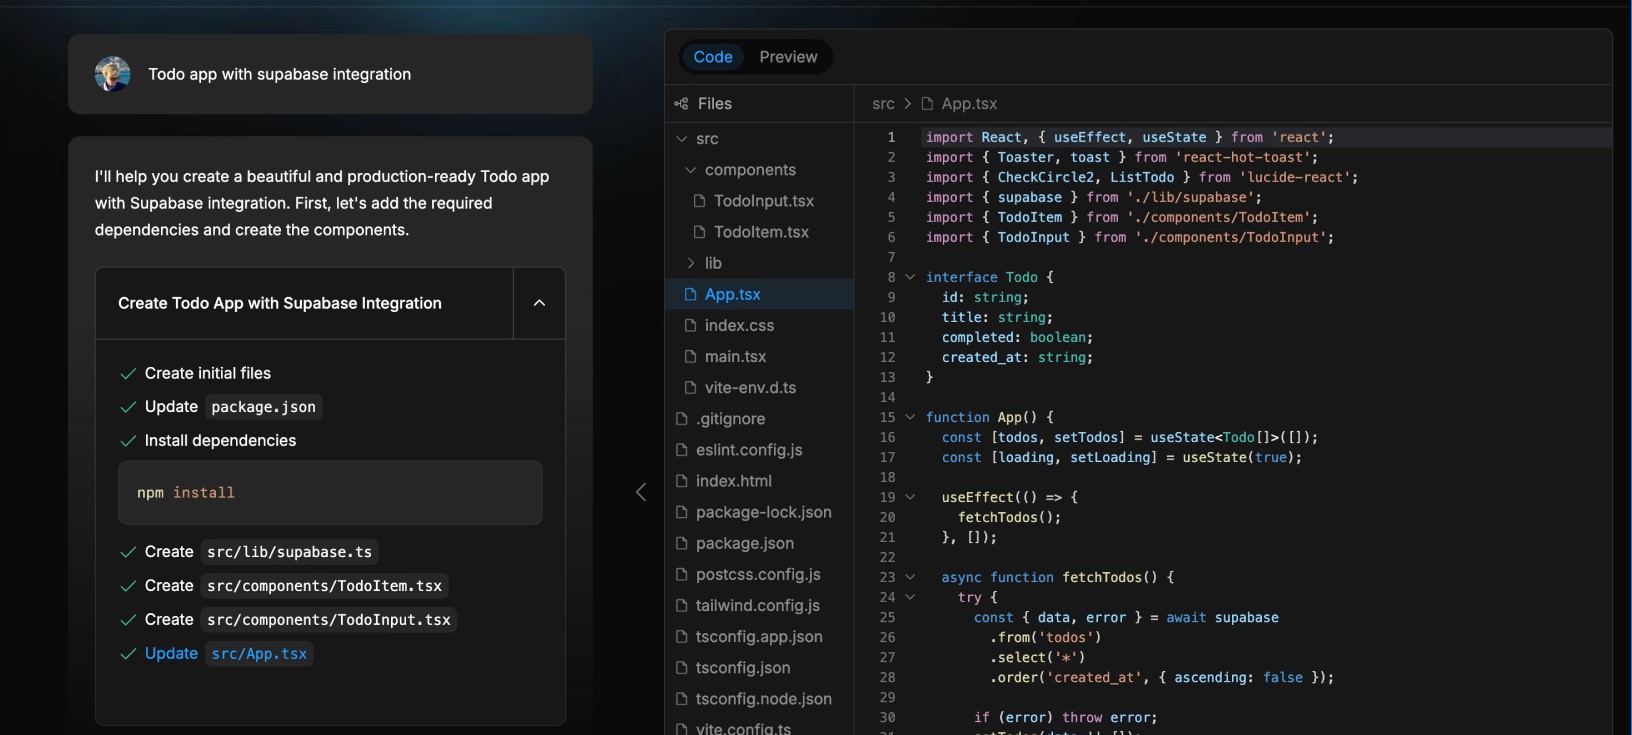 Todo app with supabase integration
I'll help you create a beautiful and production-ready Todo app
with Supabase integration. First, let's add the required
dependencies and create the components.
Create Todo App with Supabase Integration
Create initial files
Update package.json
Install dependencies
npm install
Create src/lib/supabase.ts
Create src/components/TodoItem.tsx
Create src/components/TodoInput.tsx
Update src/App.tsx
Code Preview
Files
src
components
TodoInput.tsx
TodoItem.tsx
lib
App.tsx
index.css
main.tsx
vite-env.d.ts
.gitignore
eslint.config.js
index.html
package-lock.json
package.json
postcss.config.js
tailwind.config.js
tsconfig.app.json
tsconfig.json
tsconfig.node.json
vite.config.ts
src > App.tsx
1 import React, { useEffect, useState } from 'react';
2 import { Toaster, toast } from 'react-hot-toast';
3 import { CheckCircle2, ListTodo } from 'lucide-react';
4 import { supabase } from './lib/supabase';
5 import { TodoItem } from './components/TodoItem';
6 import { TodoInput } from './components/TodoInput';
7
8 interface Todo {
9 id: string;
10 title: string;
11 completed: boolean;
12 created_at: string;
13 }
14
15 function App() {
16 const [todos, setTodos] = useState<Todo[]>([]);
17 const [loading, setLoading] = useState(true);
18
19 useEffect(() => {
20 fetchTodos();
21 }, []);
22
23 async function fetchTodos() {
24 try {
25 const { data, error } = await supabase
26 .from('todos')
27 .select('*')
28 .order('created_at', { ascending: false });
29
30 if (error) throw error;
31 setTodos(data || []);